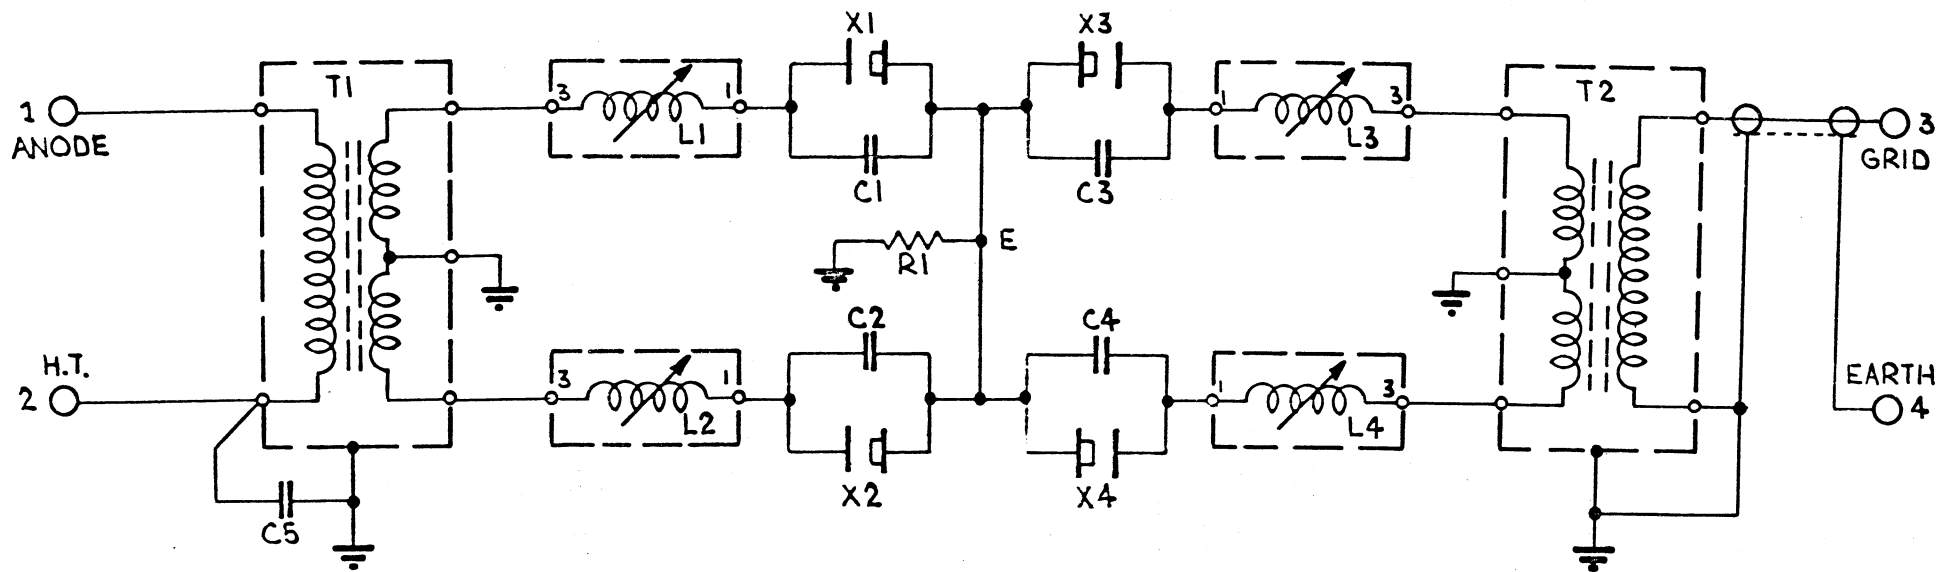 X1
X3
T1
T2
1
ANODE
3
1
L1
C1
C3
1
3
L3
3
GRID
E
R1
H.T.
2
3
1
L2
C2
C4
1
3
L4
EARTH
4
X2
X4
C5